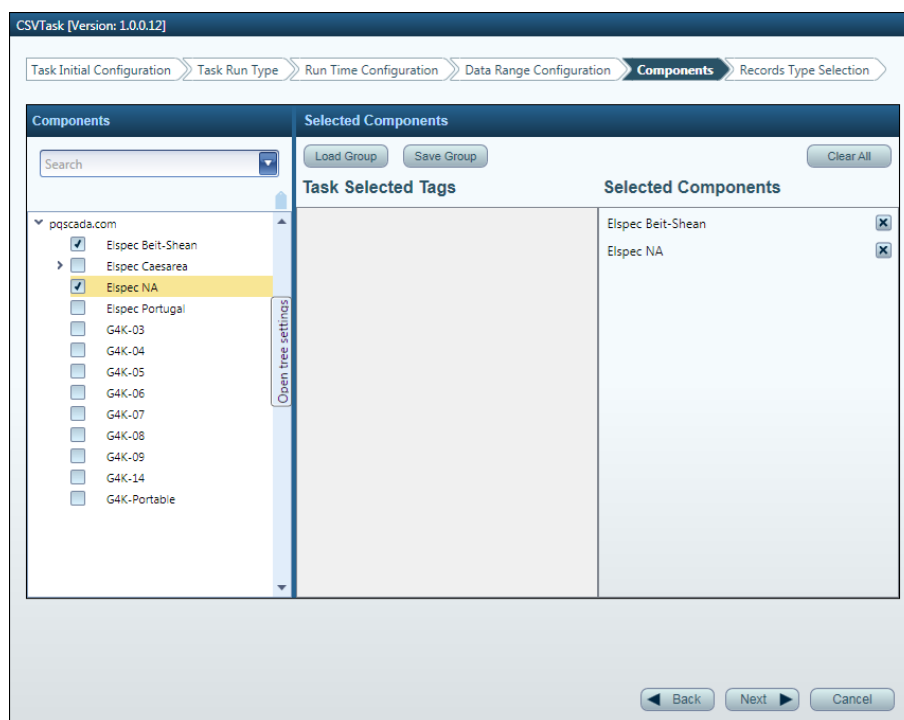 CSVTask [Version: 1.0.0.12]
Task Initial Configuration Task Run Type Run Time Configuration Data Range Configuration Components Records Type Selection
Components
Search
pqscada.com
Elspec Beit-Shean
Elspec Caesarea
Elspec NA
Elspec Portugal
G4K-03
G4K-04
G4K-05
G4K-06
G4K-07
G4K-08
G4K-09
G4K-14
G4K-Portable
Open tree settings
Selected Components
Load Group Save Group Clear All
Task Selected Tags Selected Components
Elspec Beit-Shean
Elspec NA
Back Next Cancel